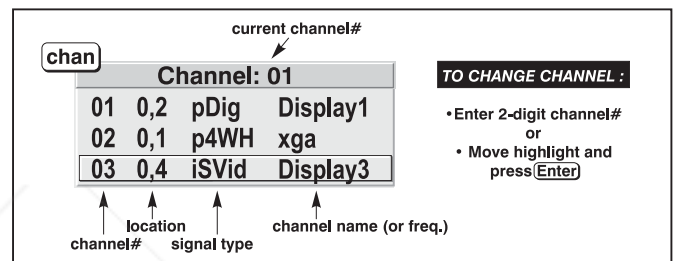 current channel#
chan
Channel: 01
01 0,2 pDig Display1
02 0,1 p4WH xga
03 0,4 iSVid Display3
channel#
location
signal type
channel name (or freq.)
TO CHANGE CHANNEL :
•Enter 2-digit channel#
or
• Move highlight and
press Enter